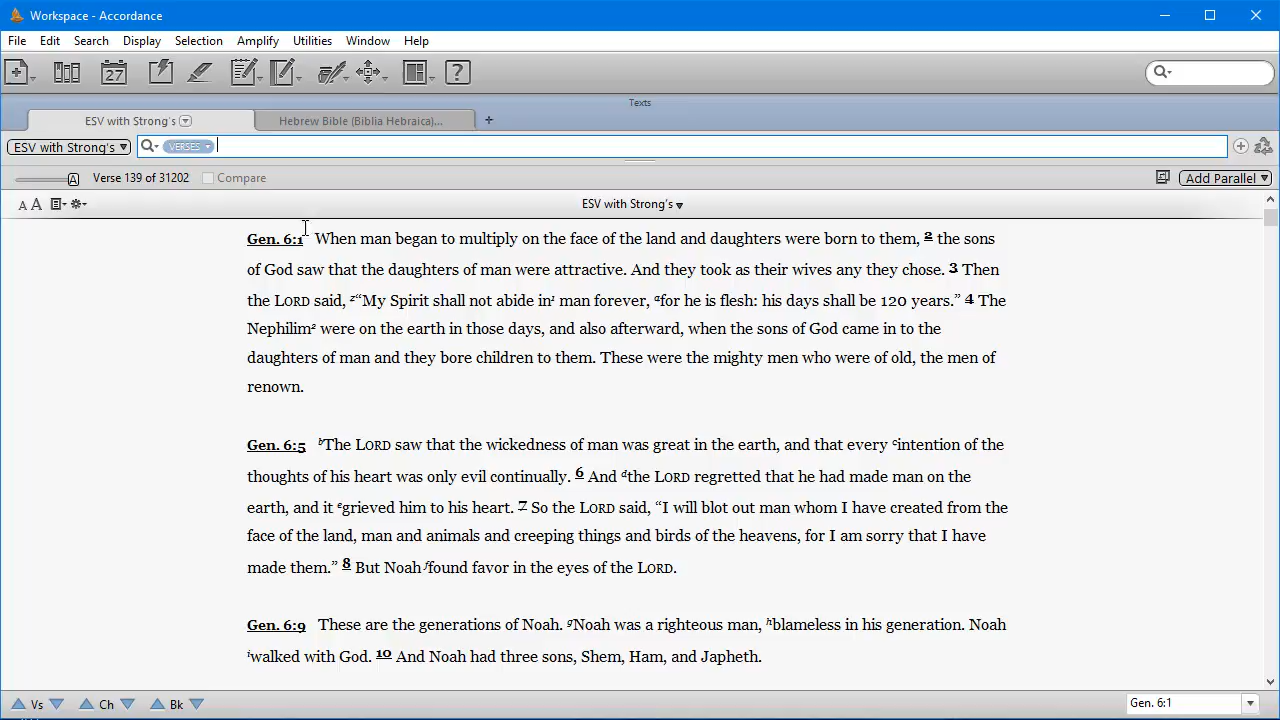 Workspace - Accordance
File Edit Search Display Selection Amplify Utilities Window Help
27 ?
Texts
ESV with Strong's Hebrew Bible (Biblia Hebraica)... +
ESV with Strong's VERSES
A Verse 139 of 31202 Compare Add Parallel
A A ESV with Strong's
Gen. 6:1 When man began to multiply on the face of the land and daughters were born to them, 2 the sons
of God saw that the daughters of man were attractive. And they took as their wives any they chose. 3 Then
the LORD said, z“My Spirit shall not abide in man forever, afor he is flesh: his days shall be 120 years.” 4 The
Nephilim were on the earth in those days, and also afterward, when the sons of God came in to the
daughters of man and they bore children to them. These were the mighty men who were of old, the men of
renown.
Gen. 6:5 bThe LORD saw that the wickedness of man was great in the earth, and that every cintention of the
thoughts of his heart was only evil continually. 6 And dthe LORD regretted that he had made man on the
earth, and it egrieved him to his heart. 7 So the LORD said, “I will blot out man whom I have created from the
face of the land, man and animals and creeping things and birds of the heavens, for I am sorry that I have
made them.” 8 But Noah ffound favor in the eyes of the LORD.
Gen. 6:9 These are the generations of Noah. gNoah was a righteous man, hblameless in his generation. Noah
iwalked with God. 10 And Noah had three sons, Shem, Ham, and Japheth.
Vs Ch Bk Gen. 6:1